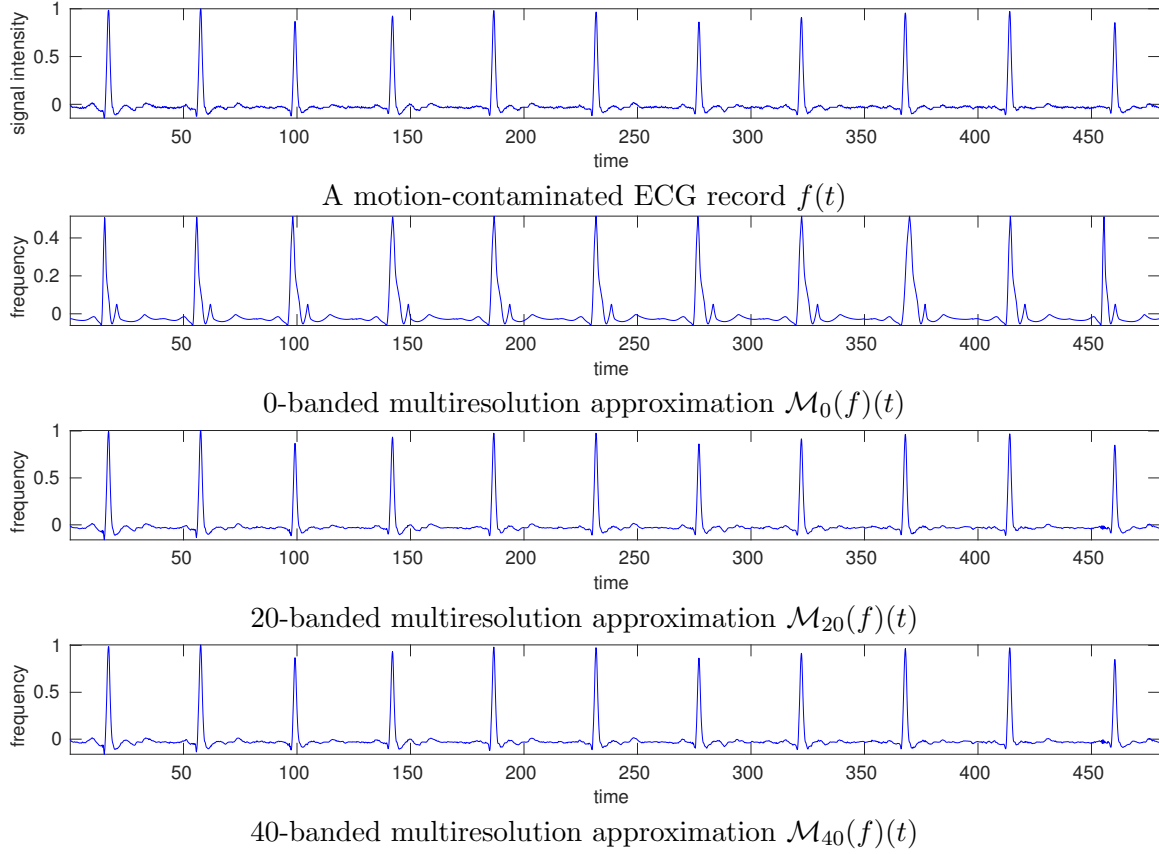 1
0.5
0
signal intensity
50 100 150 200 250 300 350 400 450
time
A motion-contaminated ECG record f(t)
0.4
0.2
0
frequency
50 100 150 200 250 300 350 400 450
time
0-banded multiresolution approximation ℳ₀(f)(t)
1
0.5
0
frequency
50 100 150 200 250 300 350 400 450
time
20-banded multiresolution approximation ℳ₂₀(f)(t)
1
0.5
0
frequency
50 100 150 200 250 300 350 400 450
time
40-banded multiresolution approximation ℳ₄₀(f)(t)